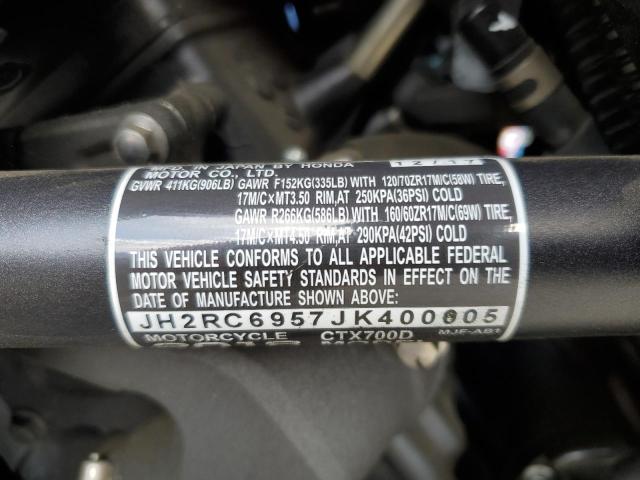 MFD. IN JAPAN BY HONDA 12/17
MOTOR CO., LTD.
GVWR 411KG(906LB) GAWR F152KG(335LB) WITH 120/70ZR17M/C(58W) TIRE,
17M/C×MT3.50 RIM, AT 250KPA(36PSI) COLD
GAWR R266KG(586LB) WITH 160/60ZR17M/C(69W) TIRE,
17M/C×MT4.50 RIM, AT 290KPA(42PSI) COLD
THIS VEHICLE CONFORMS TO ALL APPLICABLE FEDERAL
MOTOR VEHICLE SAFETY STANDARDS IN EFFECT ON THE
DATE OF MANUFACTURE SHOWN ABOVE:
JH2RC6957JK400005
MOTORCYCLE CTX700D MJF-AB1